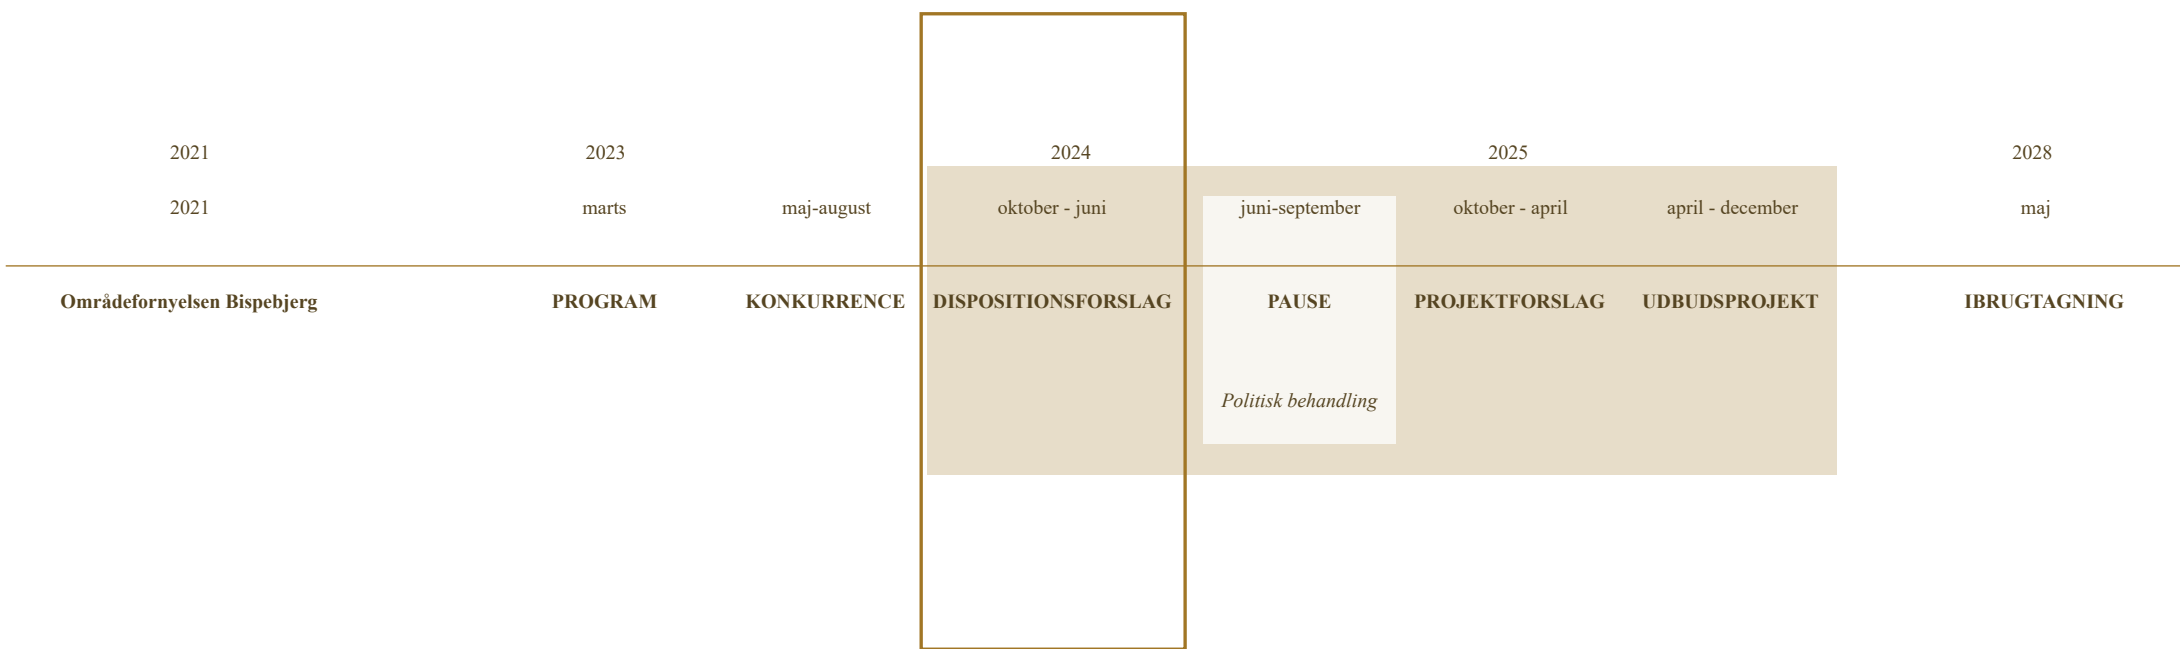 2021 2023 2024 2025 2028
2021 marts maj-august oktober - juni juni-september oktober - april april - december maj
Områdefornyelsen Bispebjerg PROGRAM KONKURRENCE DISPOSITIONSFORSLAG PAUSE PROJEKTFORSLAG UDBUDSPROJEKT IBRUGTAGNING
Politisk behandling